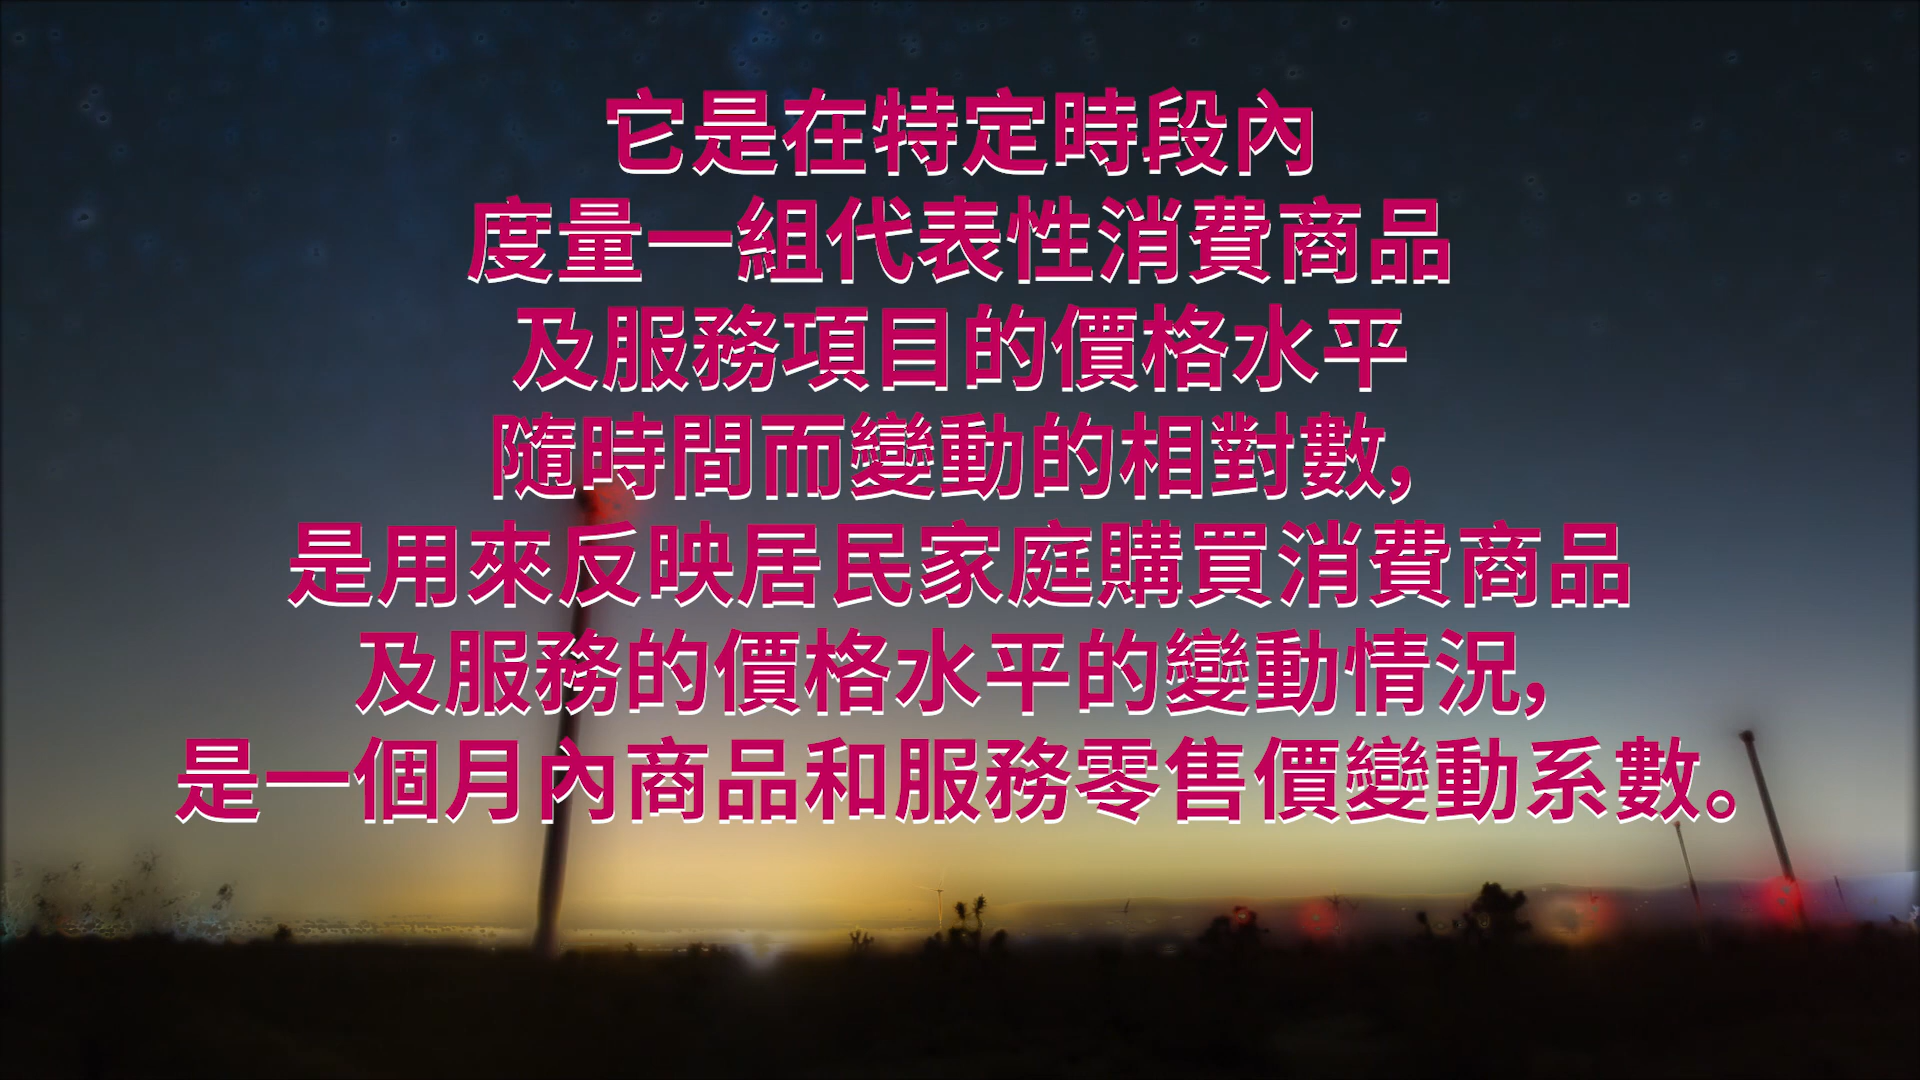 它是在特定時段內
度量一組代表性消費商品
及服務項目的價格水平
隨時間而變動的相對數,
是用來反映居民家庭購買消費商品
及服務的價格水平的變動情況,
是一個月內商品和服務零售價變動系數。